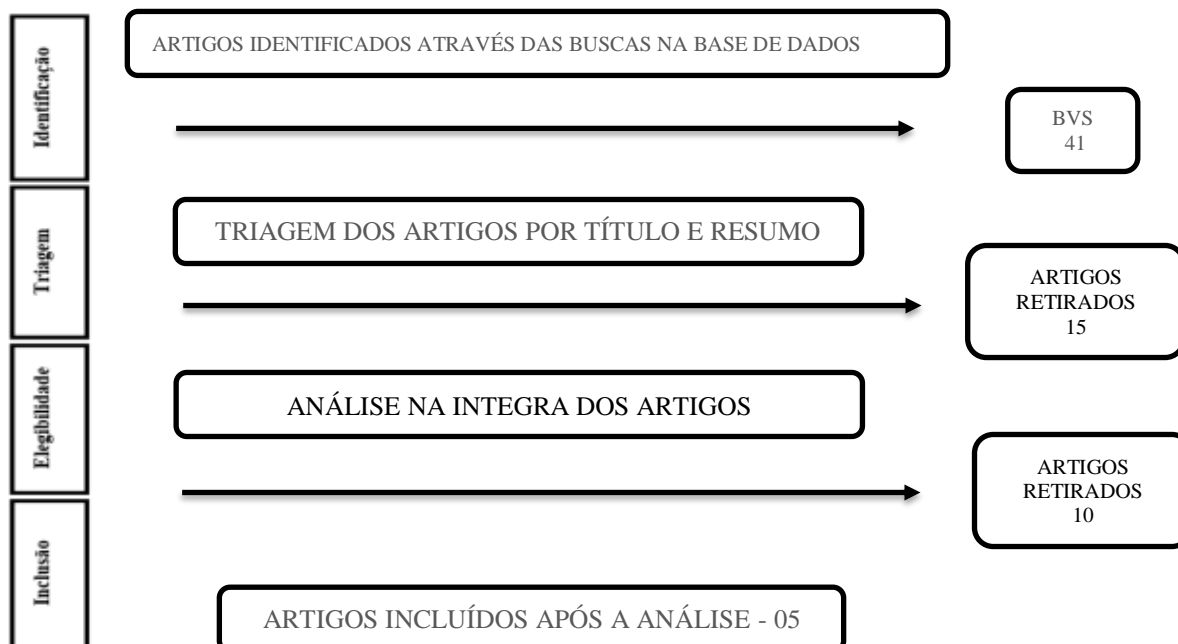 Identificação
ARTIGOS IDENTIFICADOS ATRAVÉS DAS BUSCAS NA BASE DE DADOS
BVS
41
Triagem
TRIAGEM DOS ARTIGOS POR TÍTULO E RESUMO
ARTIGOS
RETIRADOS
15
Elegibilidade
ANÁLISE NA INTEGRA DOS ARTIGOS
ARTIGOS
RETIRADOS
10
Inclusão
ARTIGOS INCLUÍDOS APÓS A ANÁLISE - 05